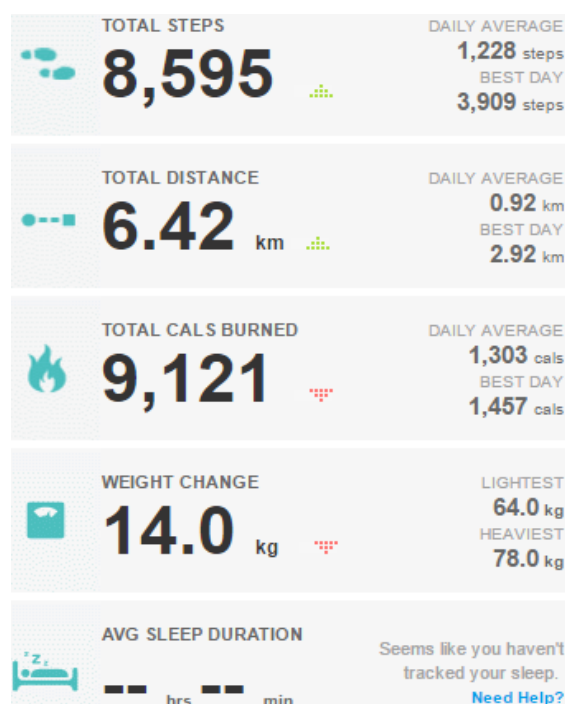 TOTAL STEPS
8,595
DAILY AVERAGE
1,228 steps
BEST DAY
3,909 steps
TOTAL DISTANCE
6.42 km
DAILY AVERAGE
0.92 km
BEST DAY
2.92 km
TOTAL CALS BURNED
9,121
DAILY AVERAGE
1,303 cals
BEST DAY
1,457 cals
WEIGHT CHANGE
14.0 kg
LIGHTEST
64.0 kg
HEAVIEST
78.0 kg
AVG SLEEP DURATION
-- hrs -- min
Seems like you haven't
tracked your sleep.
Need Help?
zzz